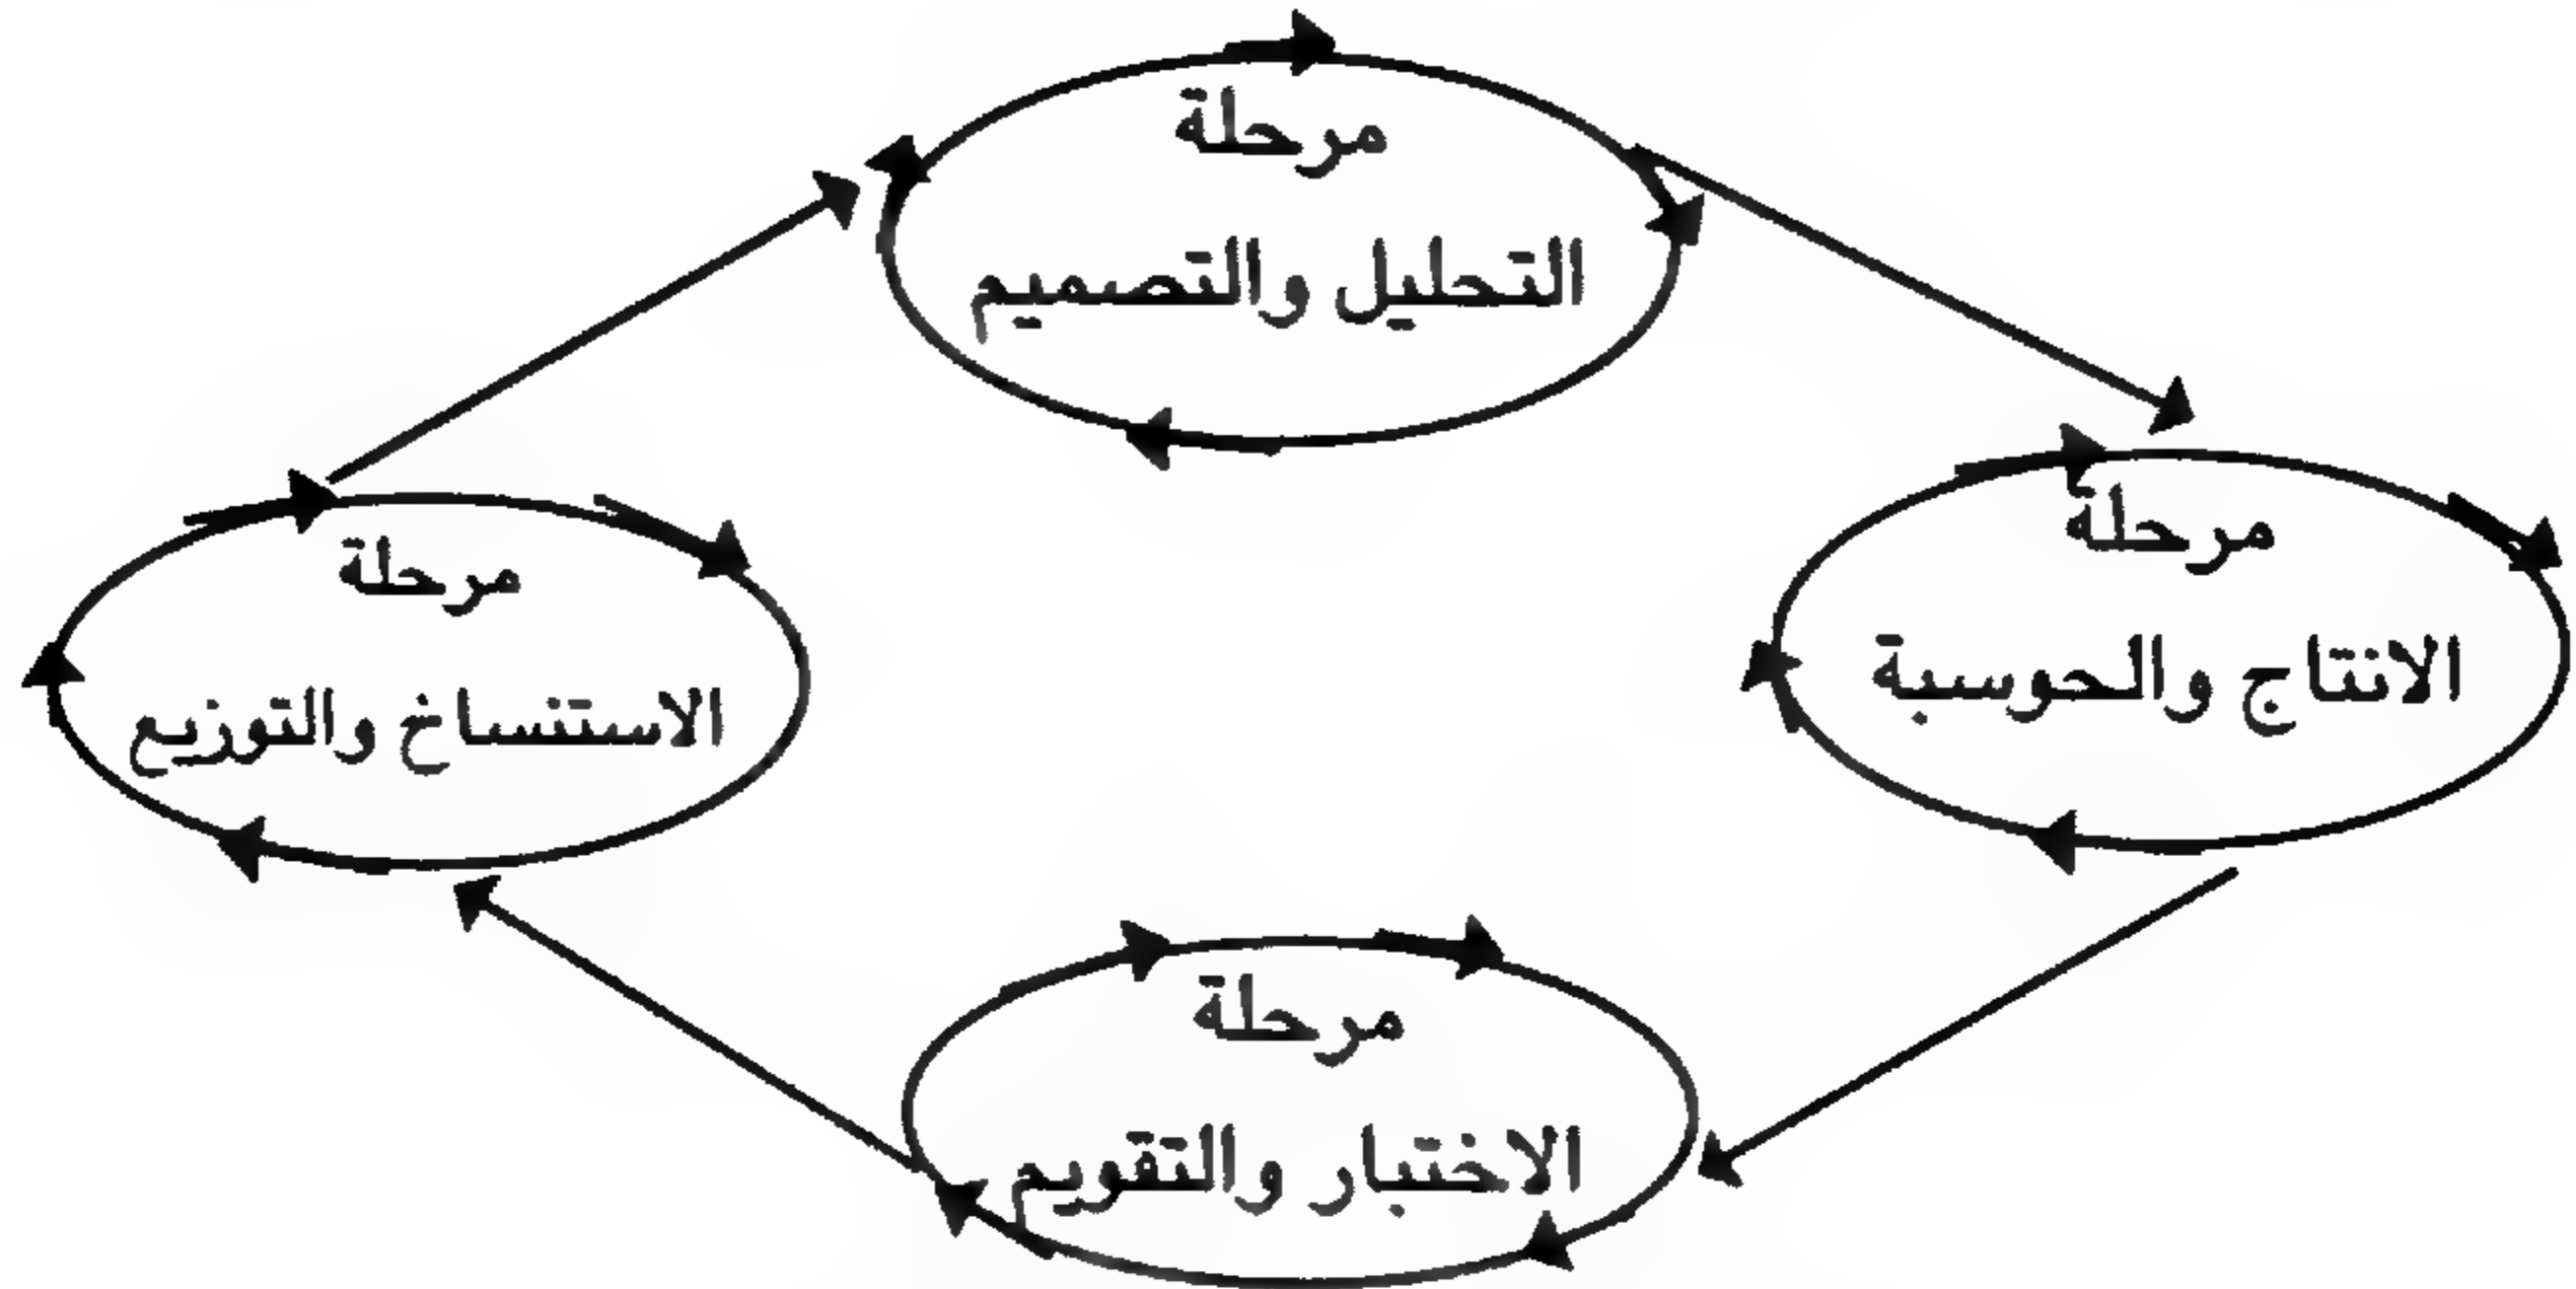 مرحلة
التحليل والتصميم
مرحلة
الانتاج والحوسبة
مرحلة
الاختبار والتقويم
مرحلة
الاستنساخ والتوزيع